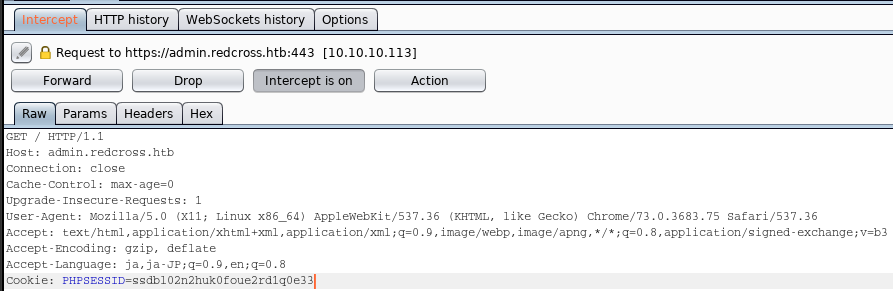 Intercept HTTP history WebSockets history Options
Request to https://admin.redcross.htb:443 [10.10.10.113]
Forward Drop Intercept is on Action
Raw Params Headers Hex
GET / HTTP/1.1
Host: admin.redcross.htb
Connection: close
Cache-Control: max-age=0
Upgrade-Insecure-Requests: 1
User-Agent: Mozilla/5.0 (X11; Linux x86_64) AppleWebKit/537.36 (KHTML, like Gecko) Chrome/73.0.3683.75 Safari/537.36
Accept: text/html,application/xhtml+xml,application/xml;q=0.9,image/webp,image/apng,*/*;q=0.8,application/signed-exchange;v=b3
Accept-Encoding: gzip, deflate
Accept-Language: ja,ja-JP;q=0.9,en;q=0.8
Cookie: PHPSESSID=ssdbl02n2huk0foue2rd1q0e33